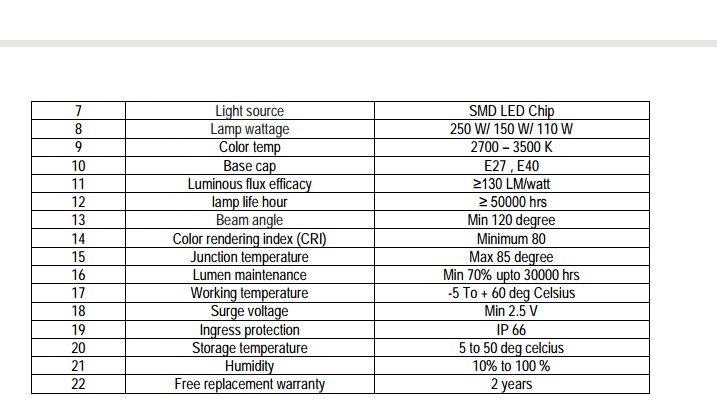 7 Light source SMD LED Chip
8 Lamp wattage 250 W/ 150 W/ 110 W
9 Color temp 2700 – 3500 K
10 Base cap E27 , E40
11 Luminous flux efficacy ≥130 LM/watt
12 lamp life hour ≥ 50000 hrs
13 Beam angle Min 120 degree
14 Color rendering index (CRI) Minimum 80
15 Junction temperature Max 85 degree
16 Lumen maintenance Min 70% upto 30000 hrs
17 Working temperature -5 To + 60 deg Celsius
18 Surge voltage Min 2.5 V
19 Ingress protection IP 66
20 Storage temperature 5 to 50 deg celcius
21 Humidity 10% to 100 %
22 Free replacement warranty 2 years